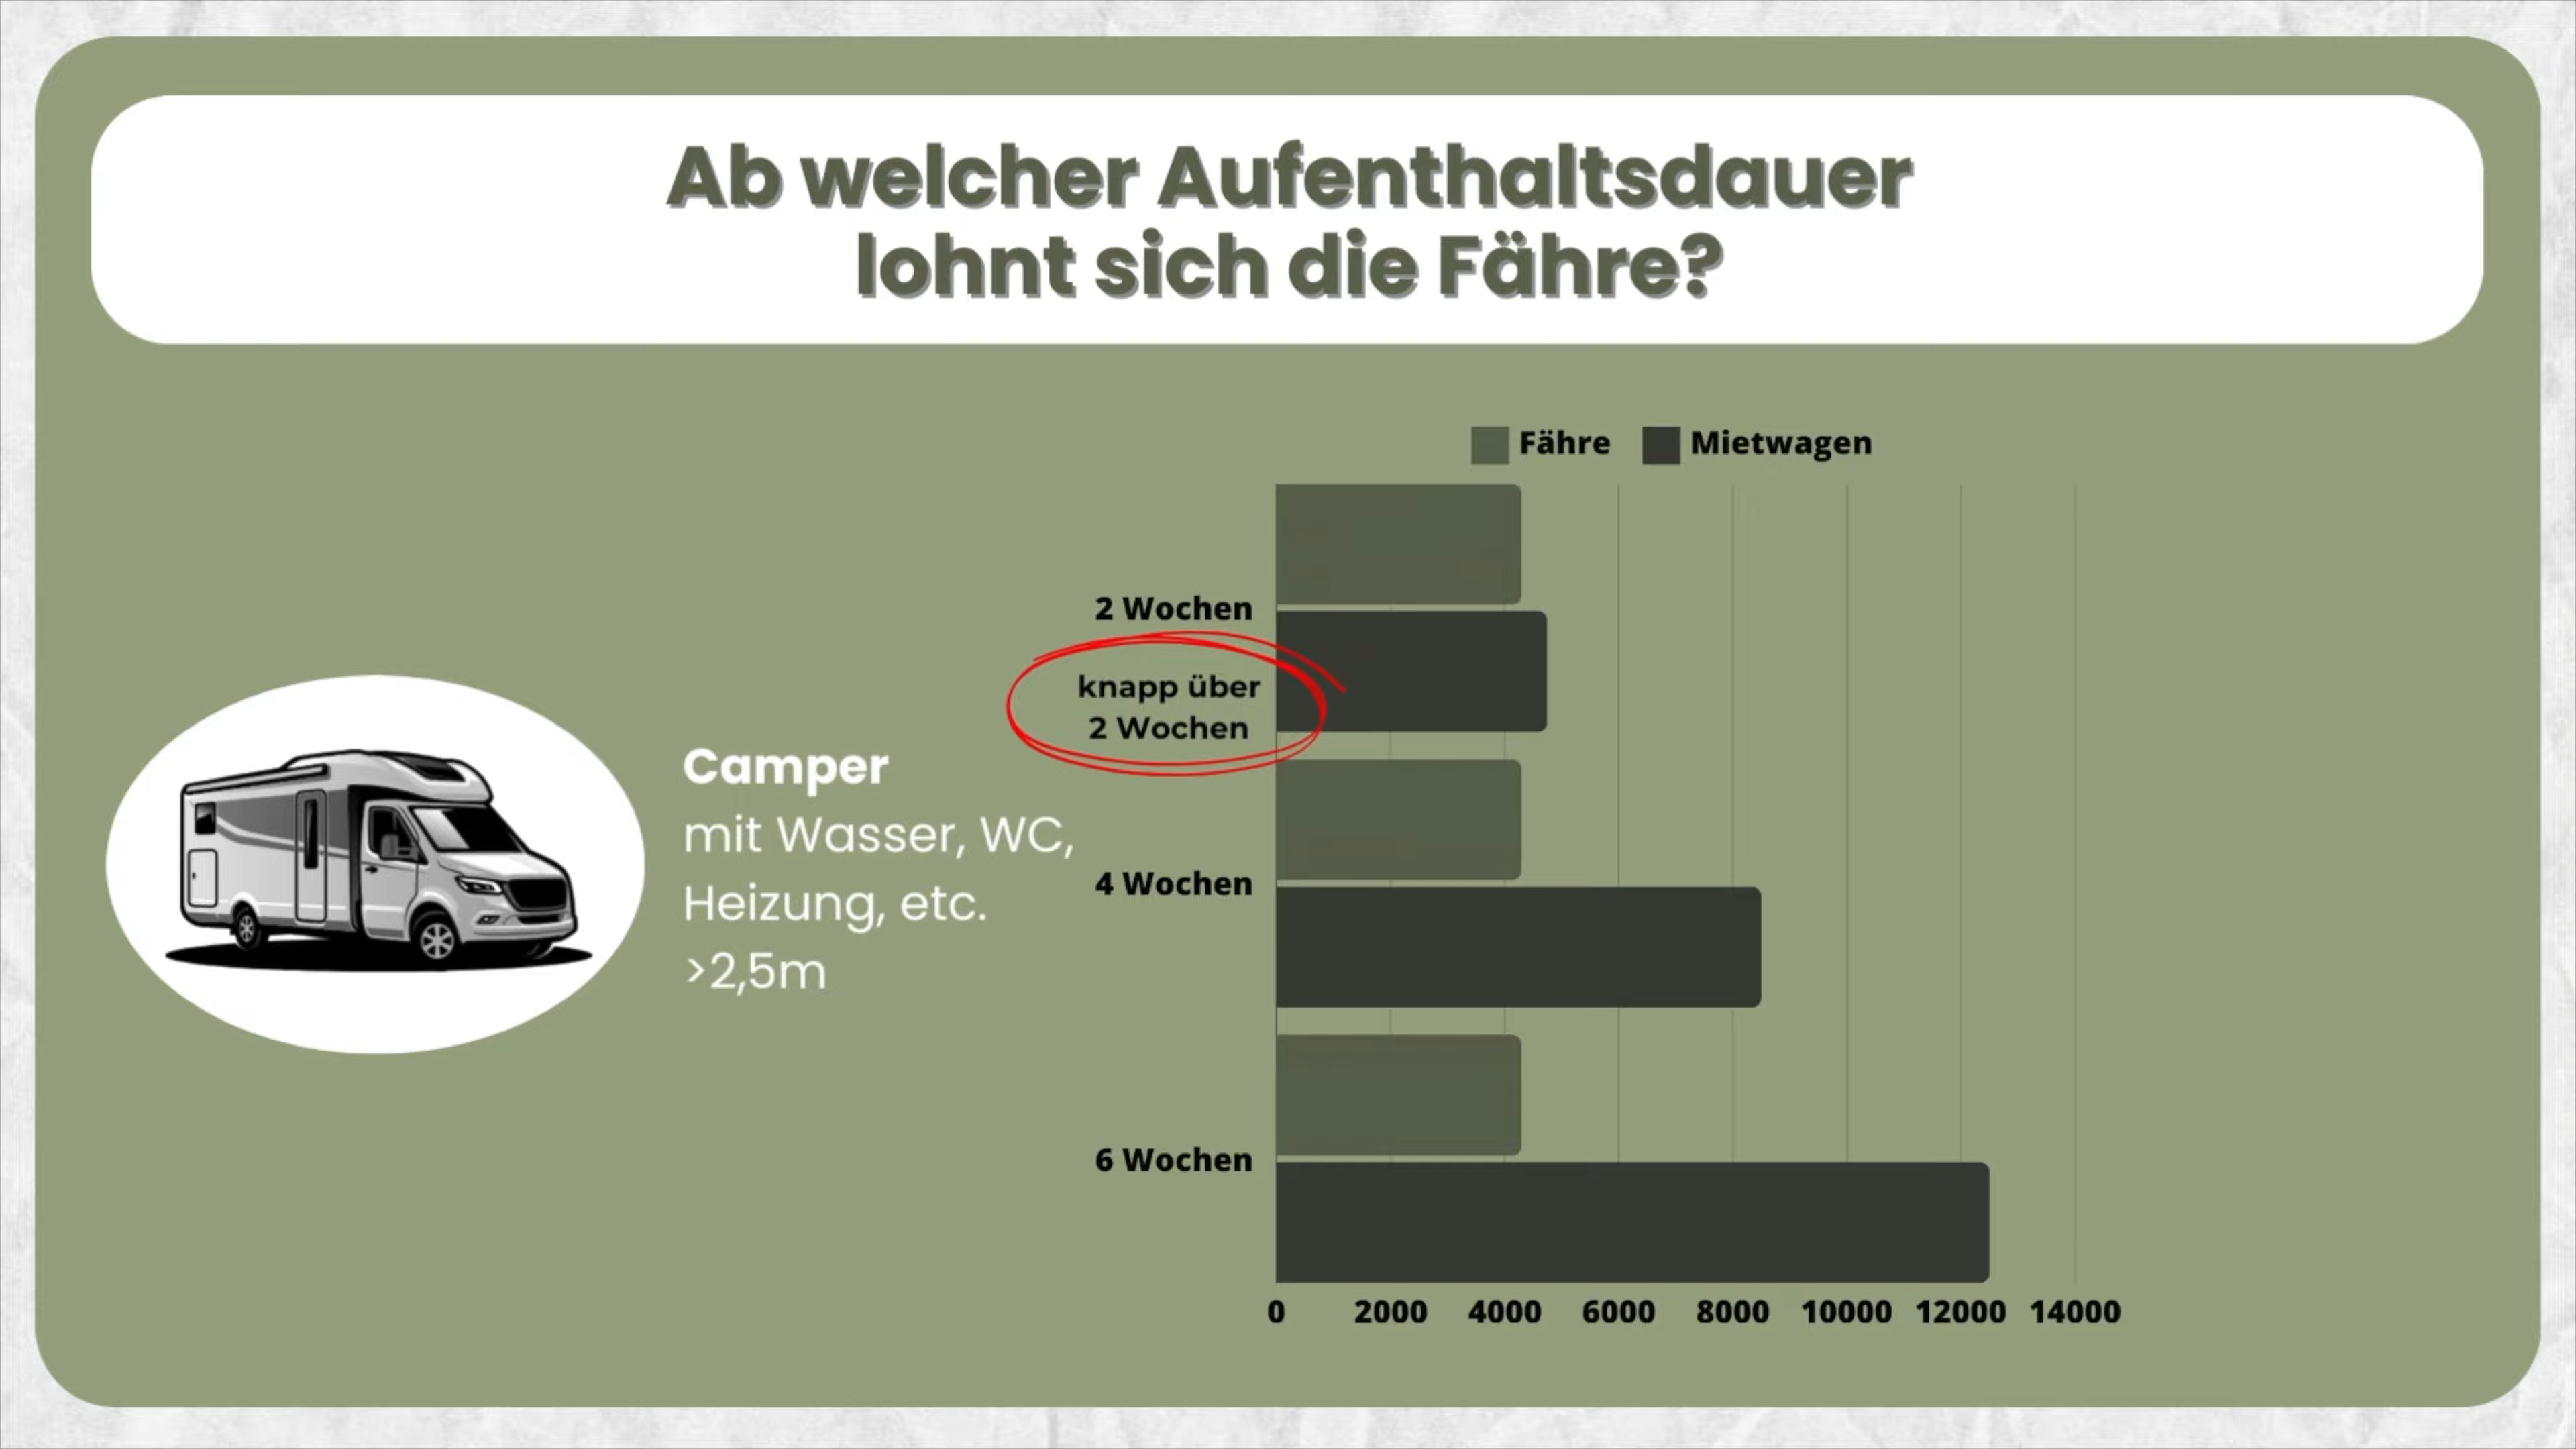 Ab welcher Aufenthaltsdauer
lohnt sich die Fähre?
Fähre
Mietwagen
2 Wochen
knapp über
2 Wochen
Camper
mit Wasser, WC,
Heizung, etc.
>2,5m
4 Wochen
6 Wochen
0 2000 4000 6000 8000 10000 12000 14000